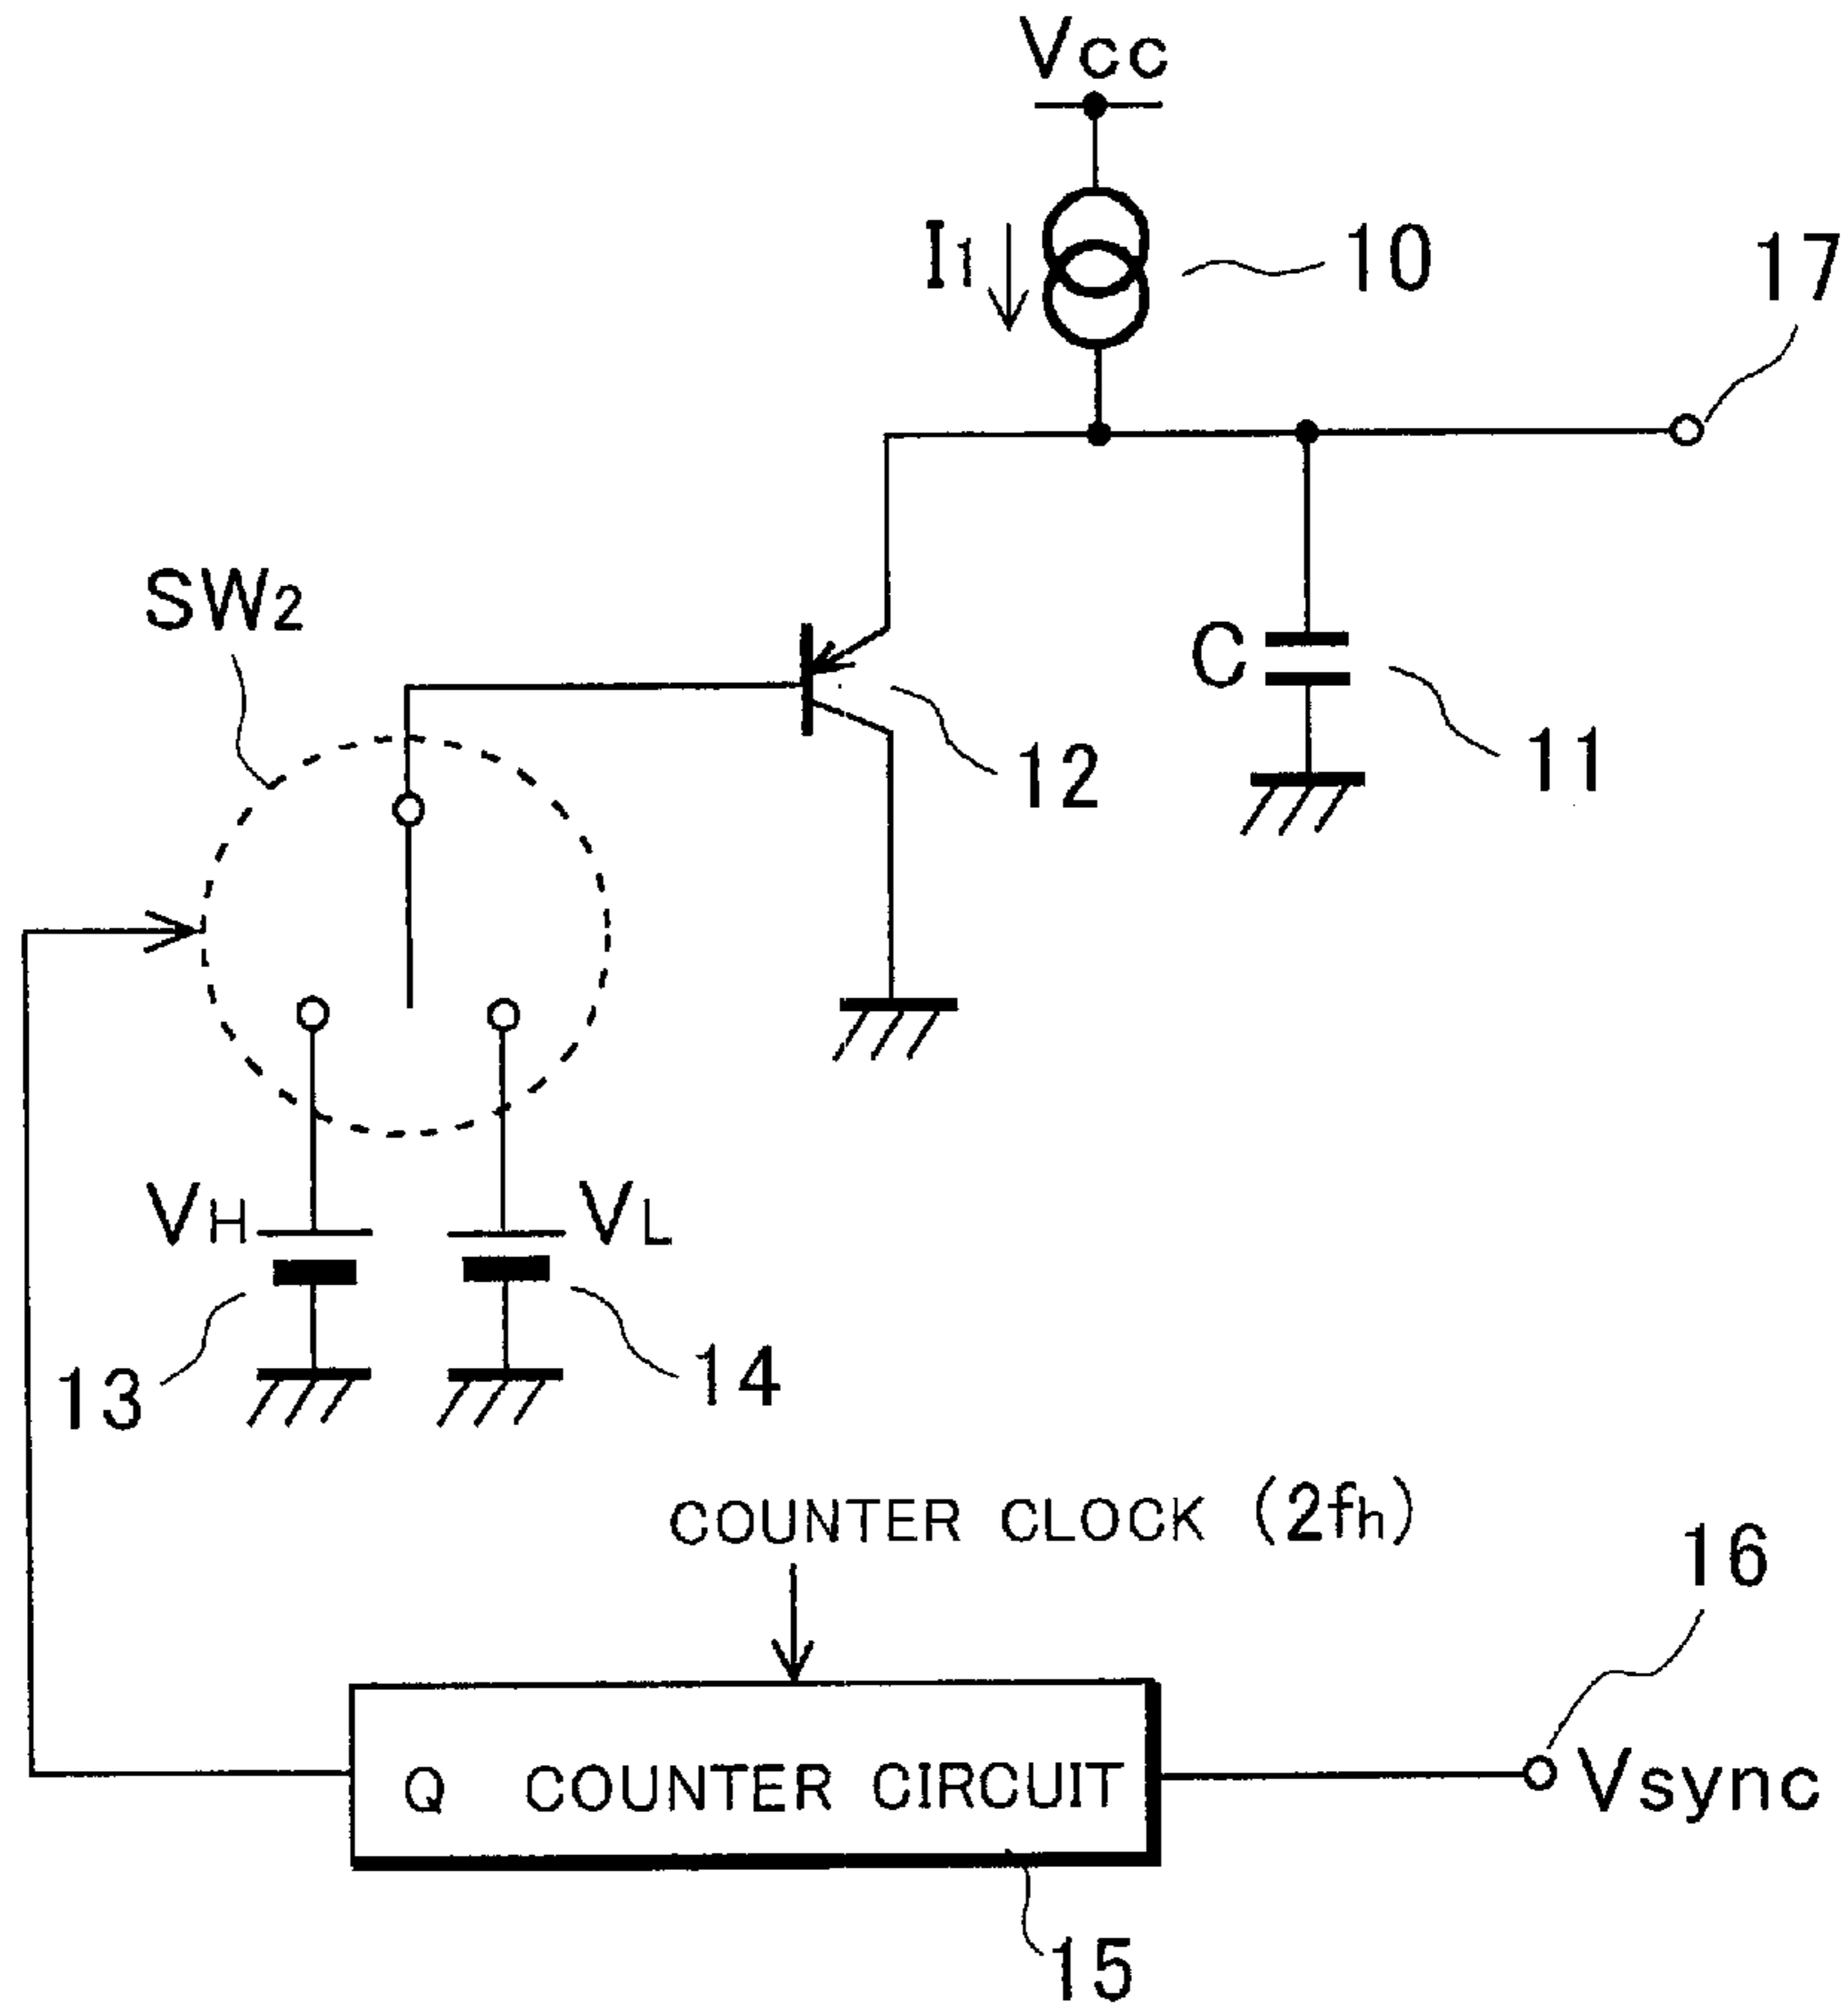 Vcc
I1
10
17
SW2
C
12
11
VH
VL
13
14
COUNTER CLOCK (2fh)
16
Q COUNTER CIRCUIT
Vsync
15